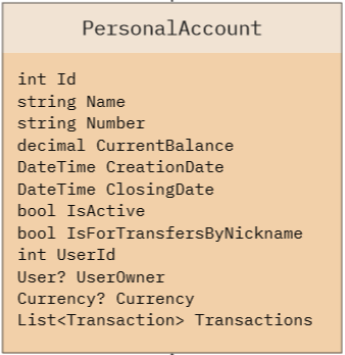 PersonalAccount
int Id
string Name
string Number
decimal CurrentBalance
DateTime CreationDate
DateTime ClosingDate
bool IsActive
bool IsForTransfersByNickname
int UserId
User? UserOwner
Currency? Currency
List<Transaction> Transactions